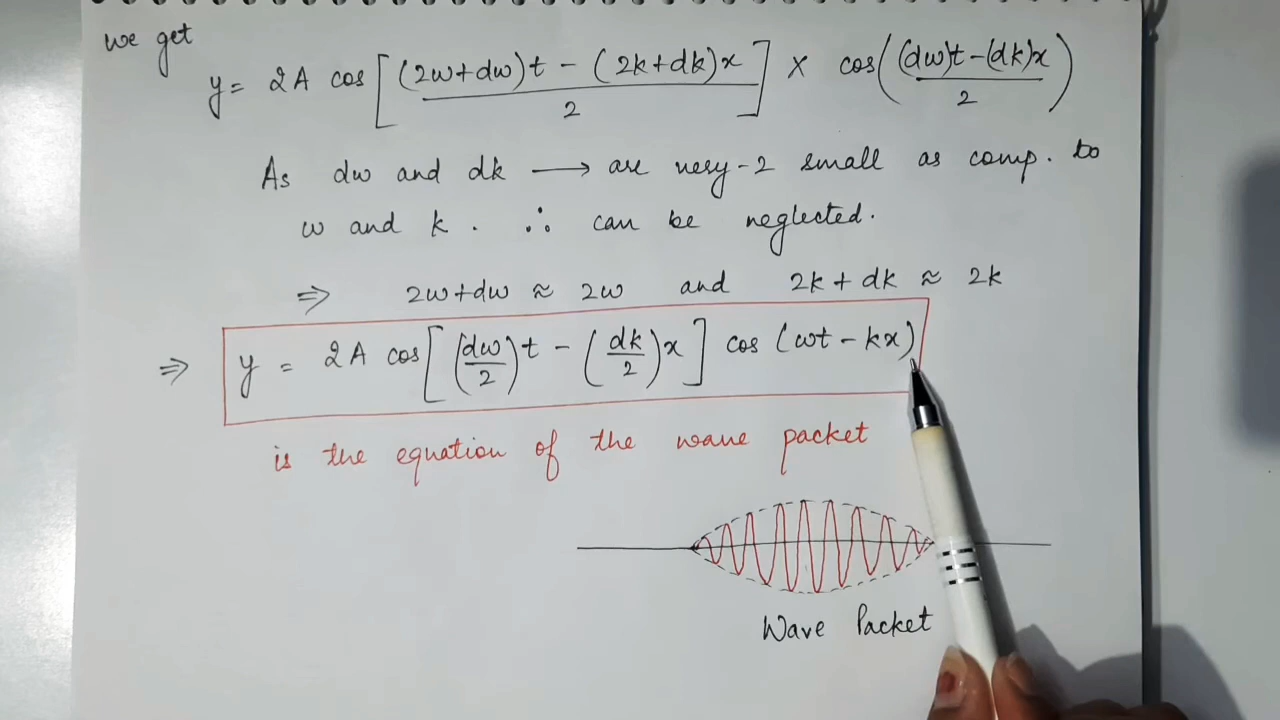 we get
y = 2A cos [ (2ω+dω)t − (2k+dk)x / 2 ] × cos( (dω)t − (dk)x / 2 )
As dω and dk ⟶ are very-2 small as comp. to
ω and k . ∴ can be neglected.
⇒ 2ω+dω ≈ 2ω and 2k + dk ≈ 2k
⇒ y = 2A cos[ (dω/2)t − (dk/2)x ] cos (ωt − kx)
is the equation of the wave packet
Wave Packet